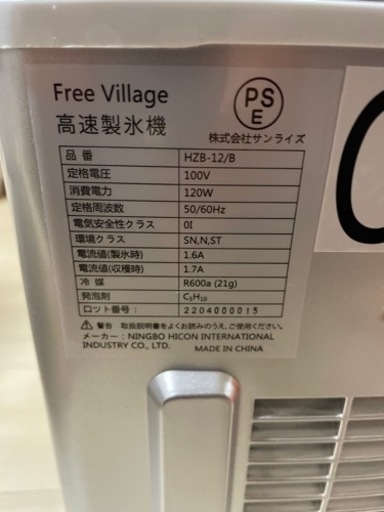 Free Village
PS
E
高速製氷機
株式会社サンライズ
品番 HZB-12/B
定格電圧 100V
消費電力 120W
定格周波数 50/60Hz
電気安全性クラス 0I
環境クラス SN,N,ST
電流値(製氷時) 1.6A
電流値(収穫時) 1.7A
冷媒 R600a (21g)
発泡剤 C₅H₁₀
ロット番号 2204000015
⚠ 警告 取扱説明書をよくお読みのうえ、ご使用ください。
メーカー: NINGBO HICON INTERNATIONAL
INDUSTRY CO., LTD. MADE IN CHINA